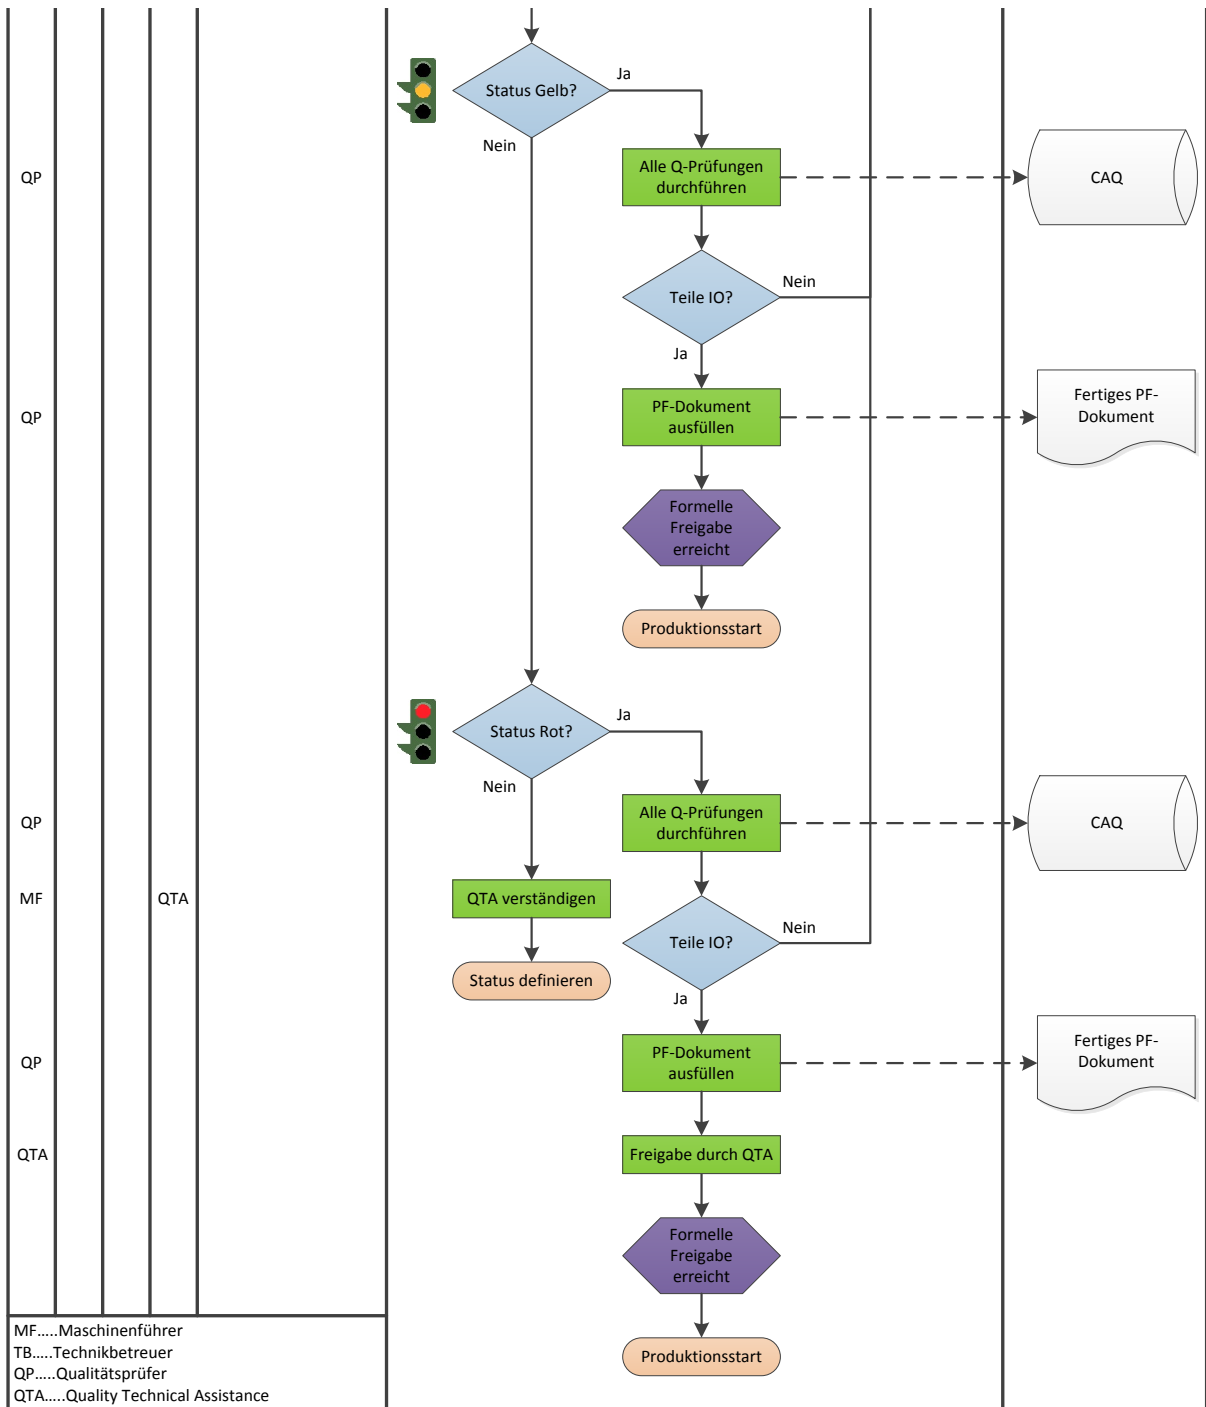 Status Gelb?
Ja
Nein
QP
Alle Q-Prüfungen
durchführen
CAQ
Teile IO?
Nein
Ja
QP
PF-Dokument
ausfüllen
Fertiges PF-
Dokument
Formelle
Freigabe
erreicht
Produktionsstart
Status Rot?
Ja
Nein
QP
Alle Q-Prüfungen
durchführen
CAQ
MF
QTA
QTA verständigen
Teile IO?
Nein
Status definieren
Ja
QP
PF-Dokument
ausfüllen
Fertiges PF-
Dokument
QTA
Freigabe durch QTA
Formelle
Freigabe
erreicht
Produktionsstart
MF.....Maschinenführer
TB.....Technikbetreuer
QP.....Qualitätsprüfer
QTA.....Quality Technical Assistance